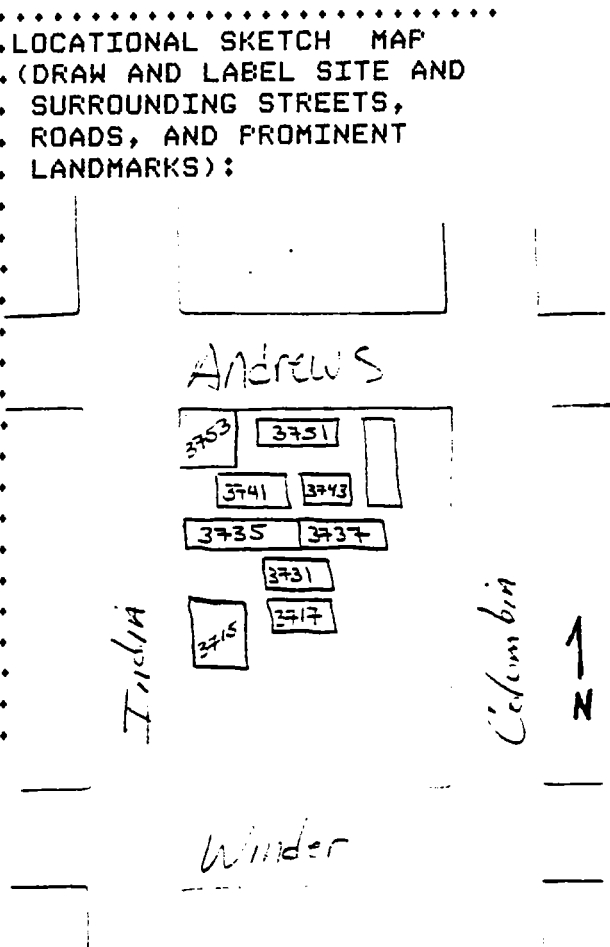 LOCATIONAL SKETCH MAP
(DRAW AND LABEL SITE AND
SURROUNDING STREETS,
ROADS, AND PROMINENT
LANDMARKS):
Andrews
3753
3751
3741
3743
3735
3737
3731
3717
3715
India
Columbia
N
Winder